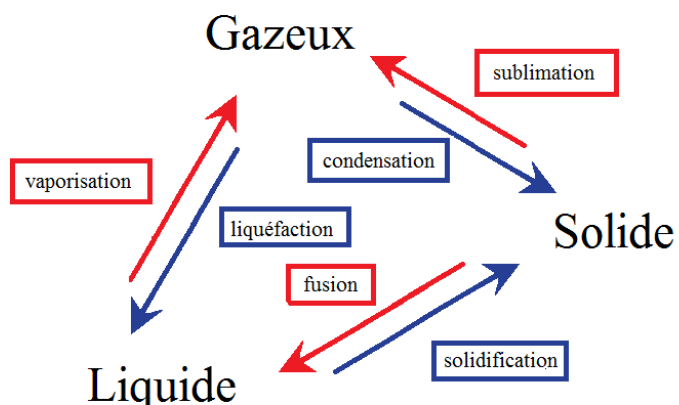 Gazeux
sublimation
condensation
vaporisation
liquéfaction
Solide
fusion
solidification
Liquide